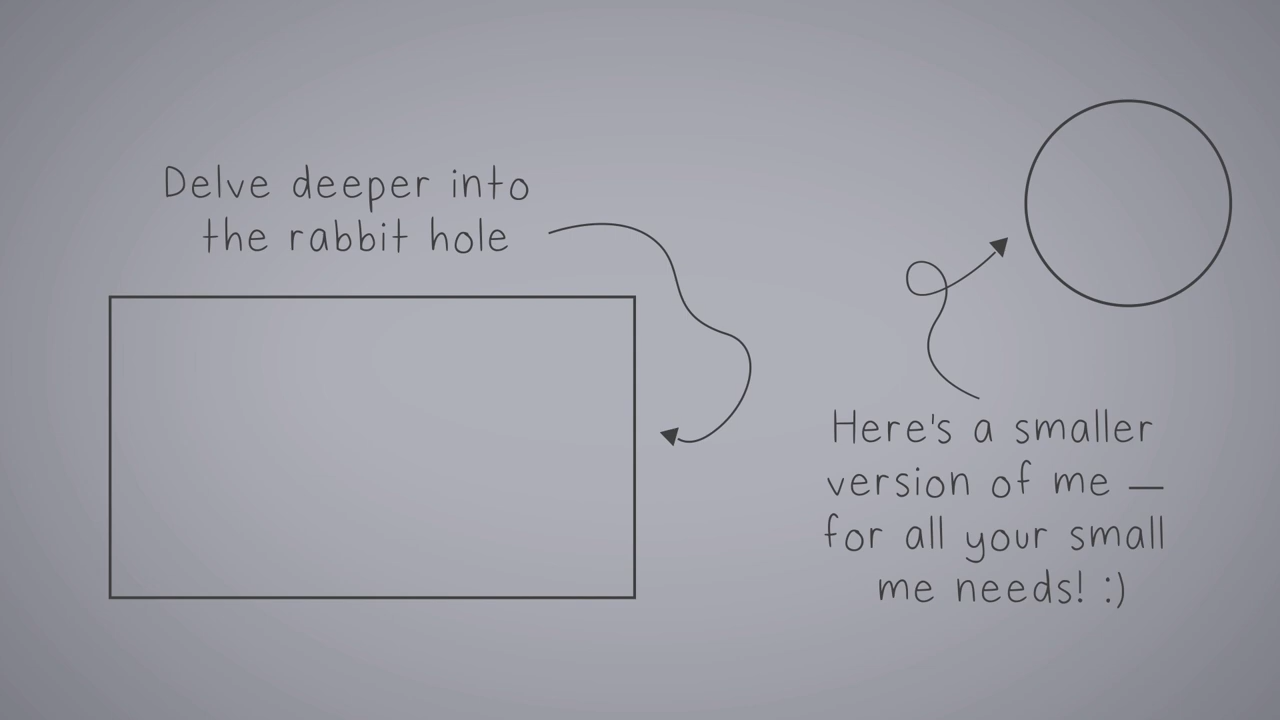 Delve deeper into
the rabbit hole
Here's a smaller
version of me —
for all your small
me needs! :)